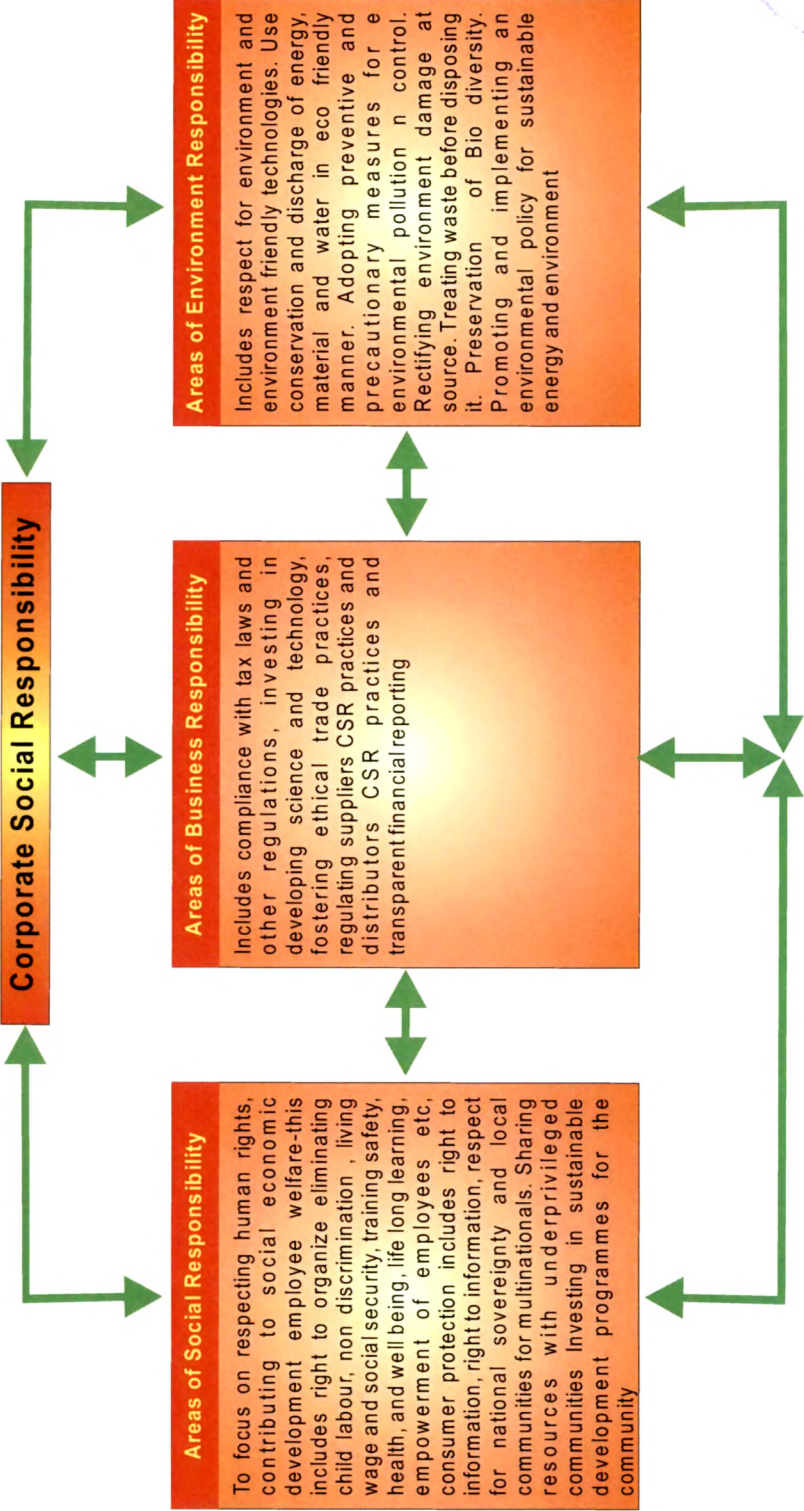 Corporate Social Responsibility
Areas of Social Responsibility
To focus on respecting human rights,
contributing to social economic
development employee welfare-this
includes right to organize eliminating
child labour, non discrimination , living
wage and social security, training safety,
health, and well being, life long learning,
empowerment of employees etc,
consumer protection includes right to
information, right to information, respect
for national sovereignty and local
communities for multinationals. Sharing
resources with underprivileged
communities Investing in sustainable
development programmes for the
community
Areas of Business Responsibility
Includes compliance with tax laws and
other regulations, investing in
developing science and technology,
fostering ethical trade practices,
regulating suppliers CSR practices and
distributors CSR practices and
transparent financial reporting
Areas of Environment Responsibility
Includes respect for environment and
environment friendly technologies. Use
conservation and discharge of energy,
material and water in eco friendly
manner. Adopting preventive and
precautionary measures for e
environmental pollution n control.
Rectifying environment damage at
source. Treating waste before disposing
it. Preservation of Bio diversity.
Promoting and implementing an
environmental policy for sustainable
energy and environment